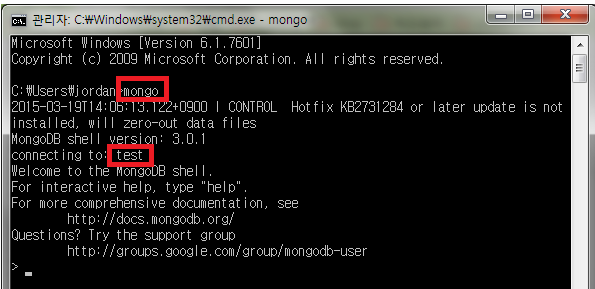 관리자: C:₩Windows₩system32₩cmd.exe - mongo
Microsoft Windows [Version 6.1.7601]
Copyright (c) 2009 Microsoft Corporation. All rights reserved.
C:₩Users₩jordan>mongo
2015-03-19T14:06:13.122+0900 I CONTROL  Hotfix KB2731284 or later update is not
installed, will zero-out data files
MongoDB shell version: 3.0.1
connecting to: test
Welcome to the MongoDB shell.
For interactive help, type "help".
For more comprehensive documentation, see
http://docs.mongodb.org/
Questions? Try the support group
http://groups.google.com/group/mongodb-user
>